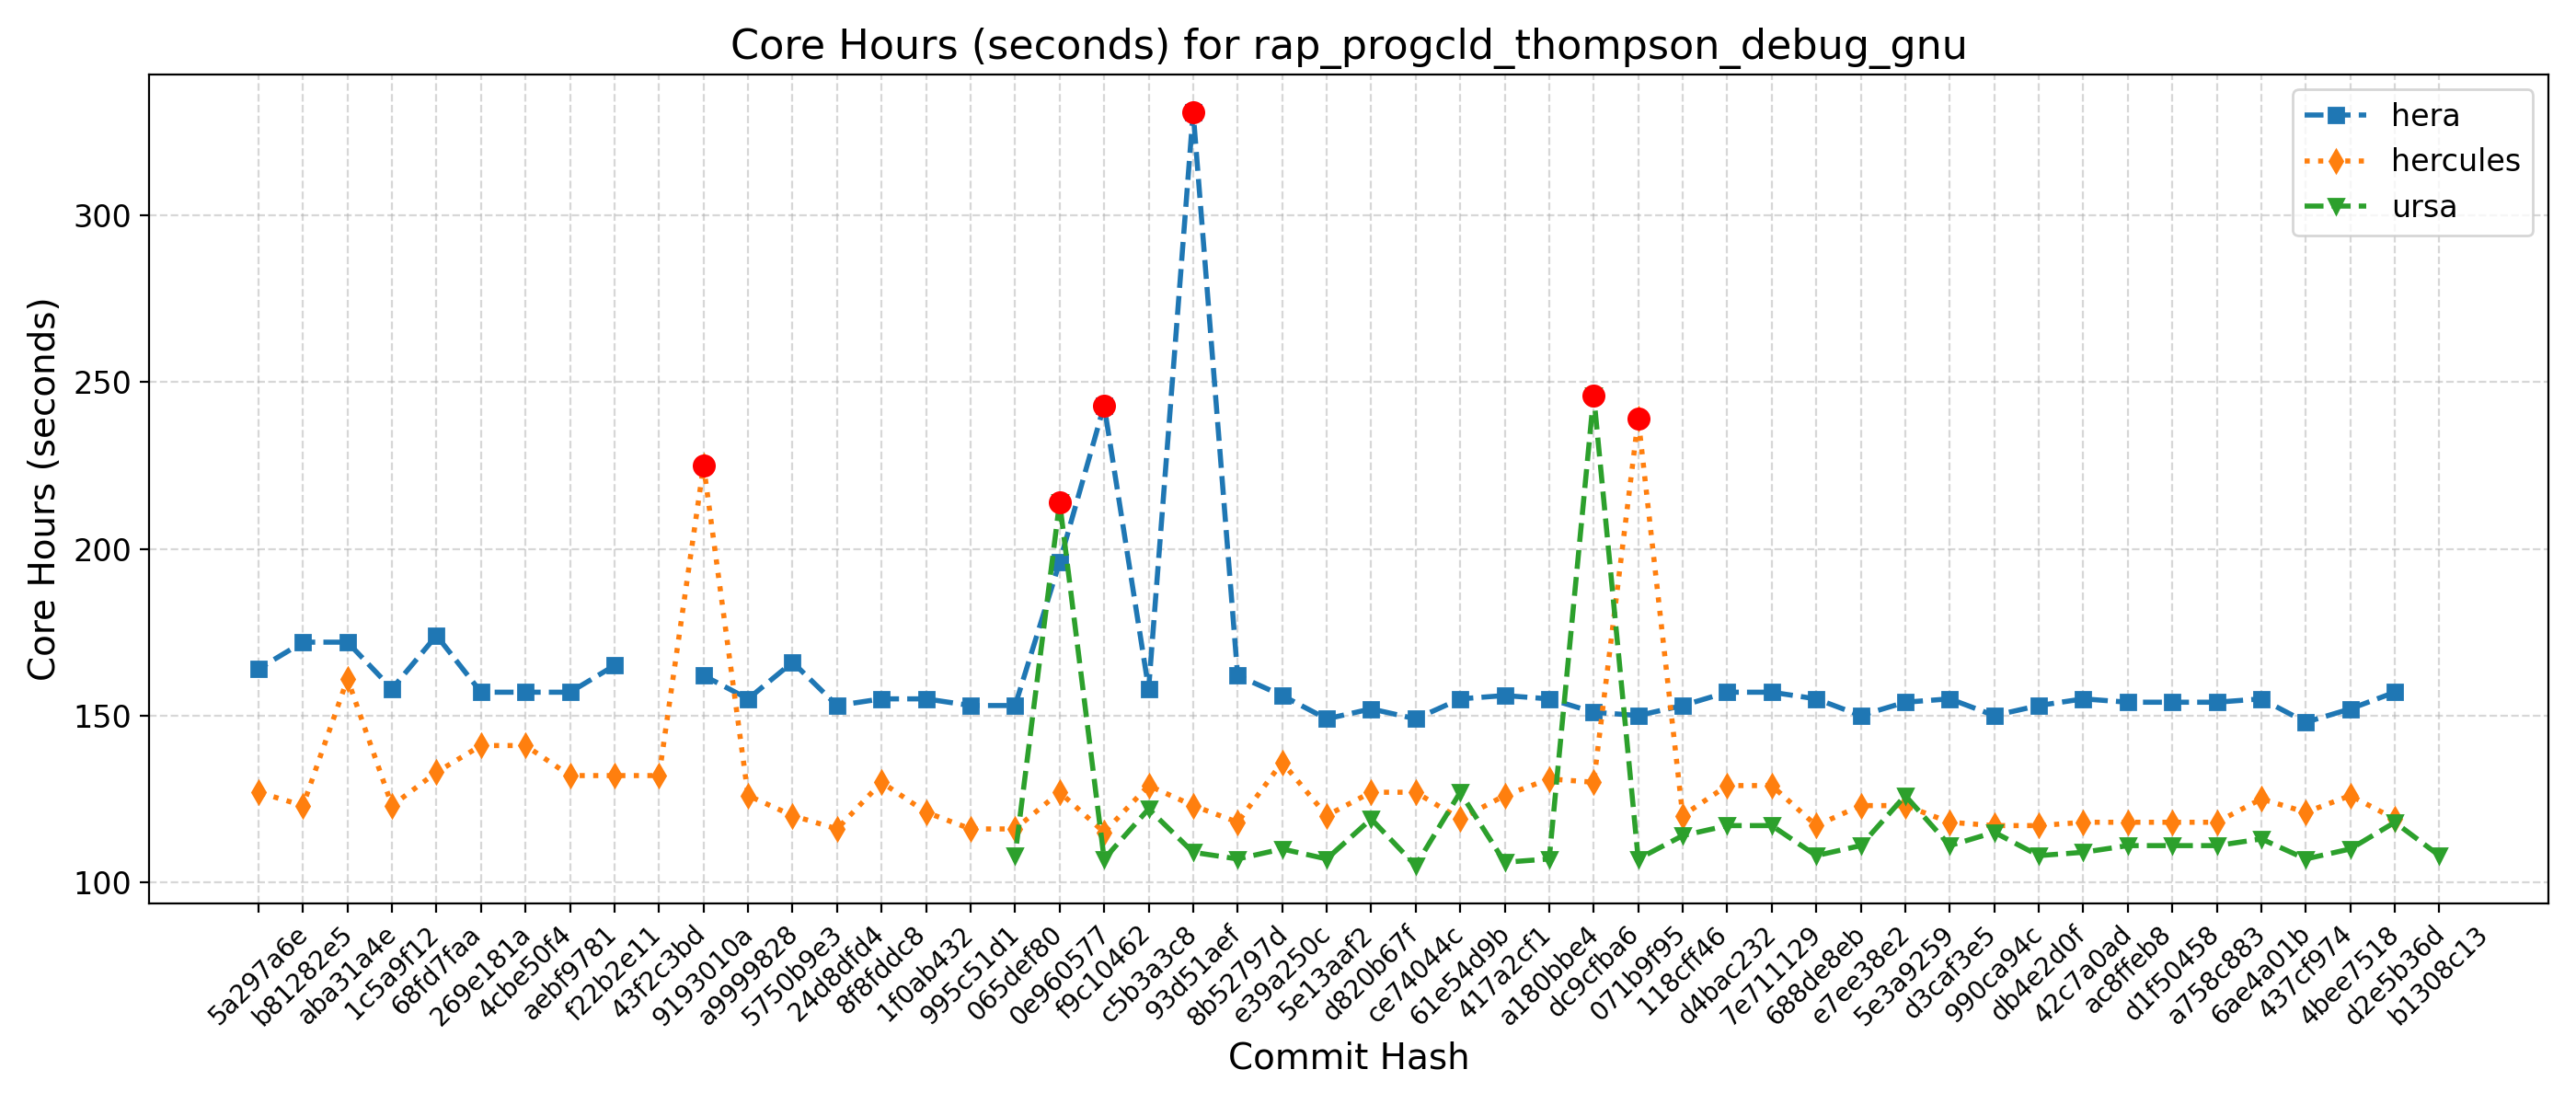 Core Hours (seconds) for rap_progcld_thompson_debug_gnu
hera
hercules
ursa
Core Hours (seconds)
300
250
200
150
100
5a297a6e
b81282e5
aba31a4e
1c5a9f12
68fd7faa
269e181a
4cbe50f4
aebf9781
f22b2e11
43f2c3bd
9193010a
a9999828
5750b9e3
24d8dfd4
8f8fddc8
1f0ab432
995c51d1
065def80
0e960577
f9c10462
c5b3a3c8
93d51aef
8b52797d
e39a250c
5e13aaf2
d820b67f
ce74044c
61e54d9b
417a2cf1
a180bbe4
dc9cfba6
071b9f95
118cff46
d4bac232
7e711129
688de8eb
e7ee38e2
5e3a9259
d3caf3e5
990ca94c
db4e2d0f
42c7a0ad
ac8ffeb8
d1f50458
a758c883
6ae4a01b
437cf974
4bee7518
d2e5b36d
b1308c13
Commit Hash